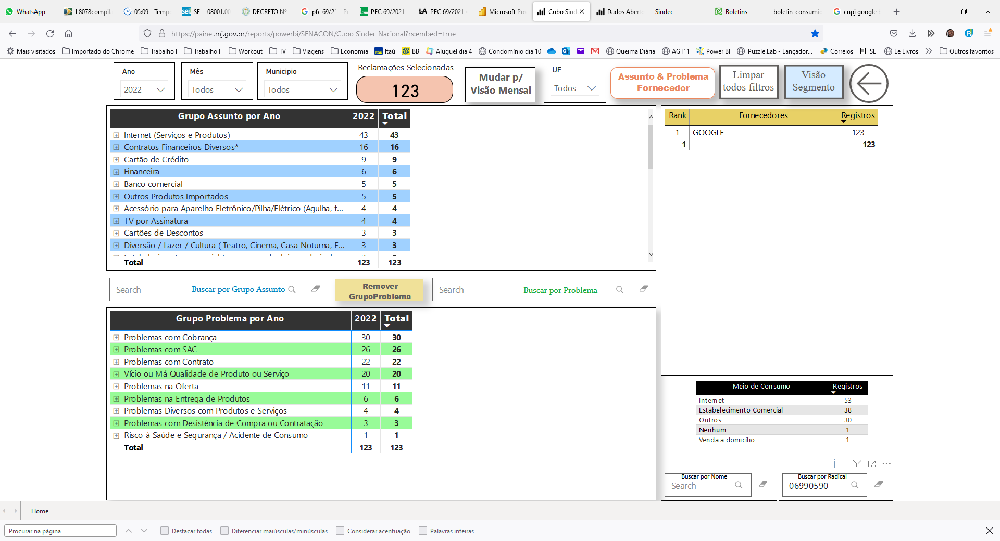 WhatsApp
L8078compila
05:09 - Tempo
SEI - 08001.00
DECRETO Nº
pfc 69/21 - Pe
PFC 69/2021 -
PFC 69/2021 -
Microsoft Po
Cubo Sind
Dados Aberto
Sindec
Boletins
boletin_consumid
cnpj google b
https://painel.mj.gov.br/reports/powerbi/SENACON/Cubo Sindec Nacional?rs:embed=true
Mais visitados
Importado do Chrome
Trabalho I
Trabalho II
Workout
TV
Viagens
Economia
Itaú
BB
Aluguel dia 4
Condomínio dia 10
Queima Diária
AGT11
Power BI
Puzzle.Lab - Lançador...
Correios
SEI
Le Livros
Outros favoritos
Ano
2022
Mês
Todos
Municipio
Todos
Reclamações Selecionadas
123
Mudar p/
Visão Mensal
UF
Todos
Assunto & Problema
Fornecedor
Limpar
todos filtros
Visão
Segmento
Grupo Assunto por Ano 2022 Total
Internet (Serviços e Produtos) 43 43
Contratos Financeiros Diversos* 16 16
Cartão de Crédito 9 9
Financeira 6 6
Banco comercial 5 5
Outros Produtos Importados 5 5
Acessório para Aparelho Eletrônico/Pilha/Elétrico (Agulha, f... 4 4
TV por Assinatura 4 4
Cartões de Descontos 3 3
Diversão / Lazer / Cultura ( Teatro, Cinema, Casa Noturna, E... 3 3
Total 123 123
Rank Fornecedores Registros
1 GOOGLE 123
1 123
Search Buscar por Grupo Assunto
Remover
GrupoProblema
Search Buscar por Problema
Grupo Problema por Ano 2022 Total
Problemas com Cobrança 30 30
Problemas com SAC 26 26
Problemas com Contrato 22 22
Vício ou Má Qualidade de Produto ou Serviço 20 20
Problemas na Oferta 11 11
Problemas na Entrega de Produtos 6 6
Problemas Diversos com Produtos e Serviços 4 4
Problemas com Desistência de Compra ou Contratação 3 3
Risco à Saúde e Segurança / Acidente de Consumo 1 1
Total 123 123
Meio de Consumo Registros
Internet 53
Estabelecimento Comercial 38
Outros 30
Nenhum 1
Venda a domicílio 1
Buscar por Nome
Search
Buscar por Radical
06990590
Home
Procurar na página
Destacar todas
Diferenciar maiúsculas/minúsculas
Considerar acentuação
Palavras inteiras